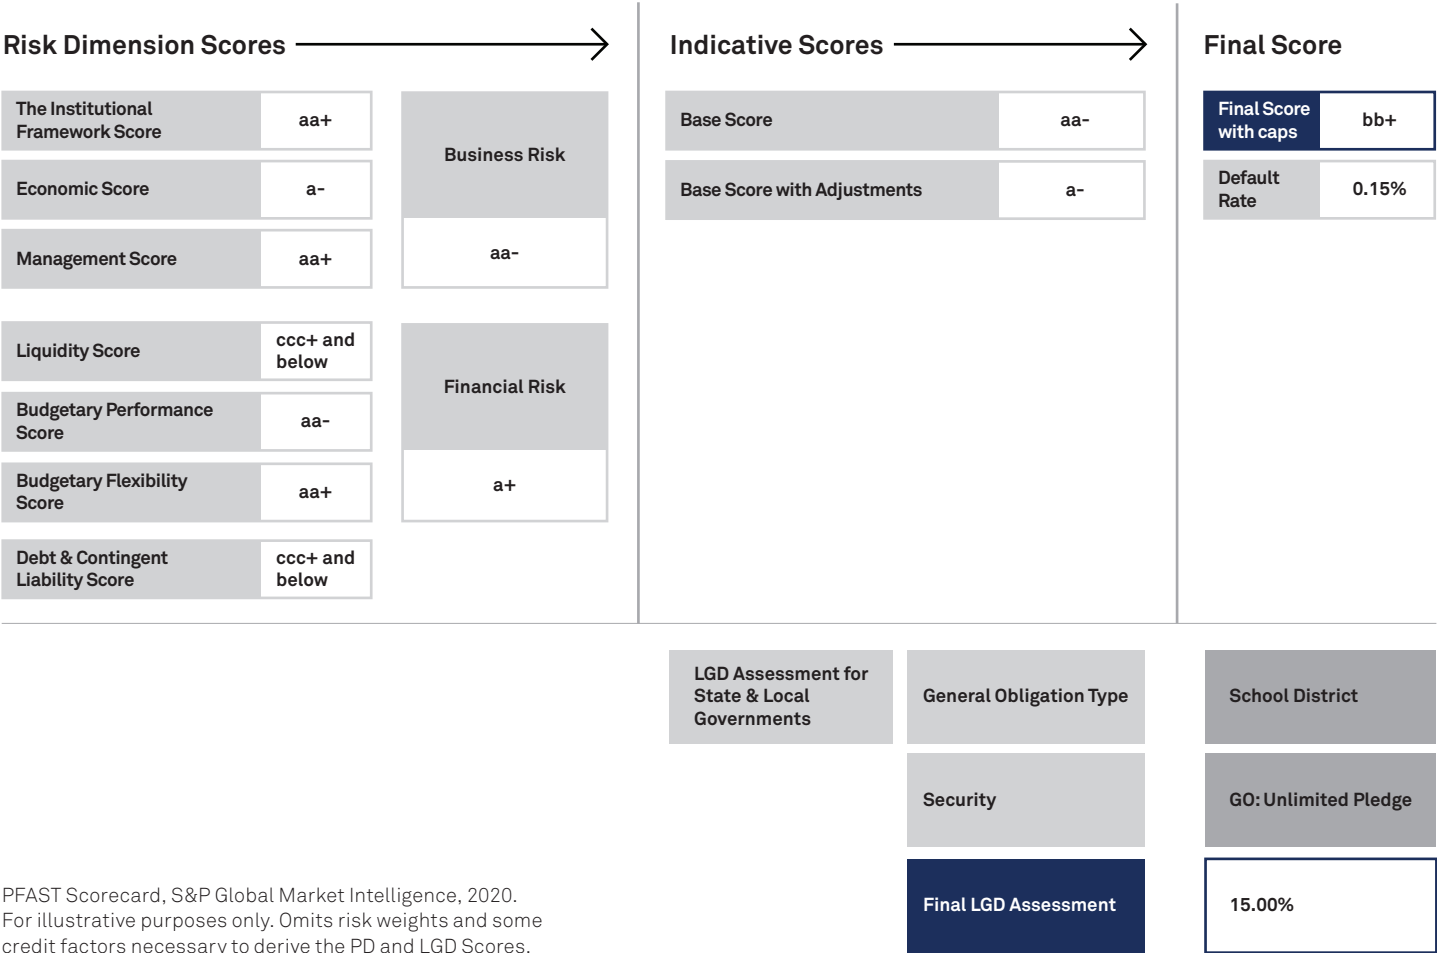 Risk Dimension Scores
Indicative Scores
Final Score
The Institutional
Framework Score
aa+
Economic Score
a-
Management Score
aa+
Business Risk
aa-
Liquidity Score
ccc+ and
below
Budgetary Performance
Score
aa-
Budgetary Flexibility
Score
aa+
Debt & Contingent
Liability Score
ccc+ and
below
Financial Risk
a+
Base Score
aa-
Base Score with Adjustments
a-
Final Score
with caps
bb+
Default
Rate
0.15%
LGD Assessment for
State & Local
Governments
General Obligation Type
School District
Security
GO: Unlimited Pledge
Final LGD Assessment
15.00%
PFAST Scorecard, S&P Global Market Intelligence, 2020.
For illustrative purposes only. Omits risk weights and some
credit factors necessary to derive the PD and LGD Scores.